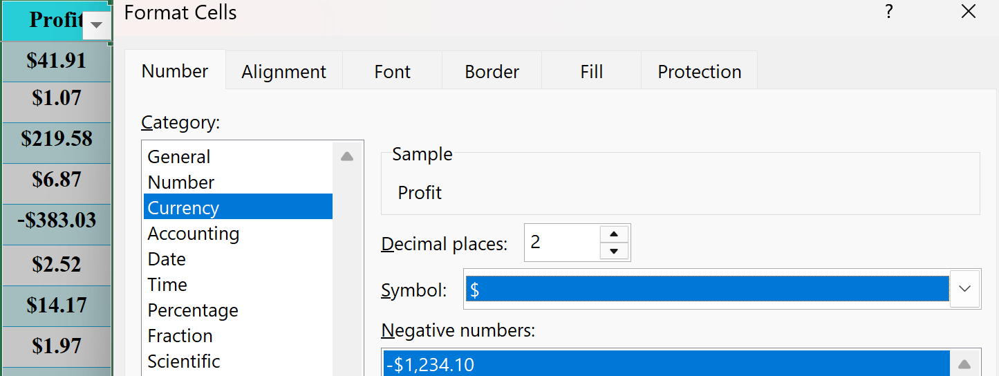 Profit
$41.91
$1.07
$219.58
$6.87
-$383.03
$2.52
$14.17
$1.97
Format Cells
?
Number
Alignment
Font
Border
Fill
Protection
Category:
General
Number
Currency
Accounting
Date
Time
Percentage
Fraction
Scientific
Sample
Profit
Decimal places:
2
Symbol:
$
Negative numbers:
-$1,234.10